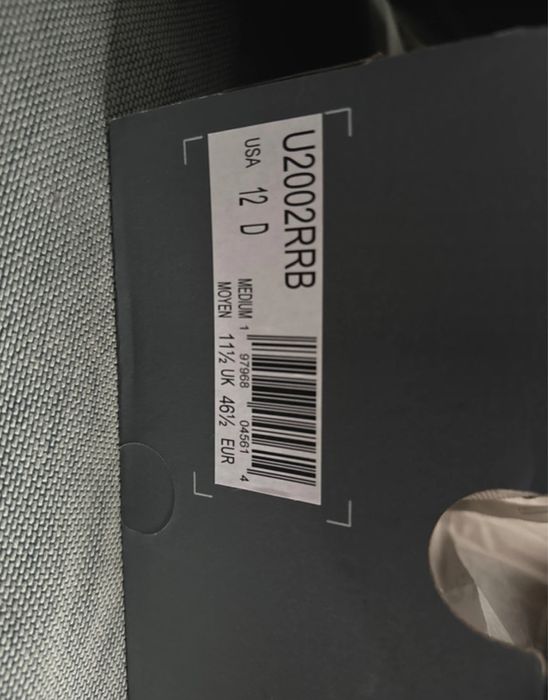 U2002RRB
USA 12 D
MEDIUM
MOYEN 11½ UK 46½ EUR
1 97968 04561 4